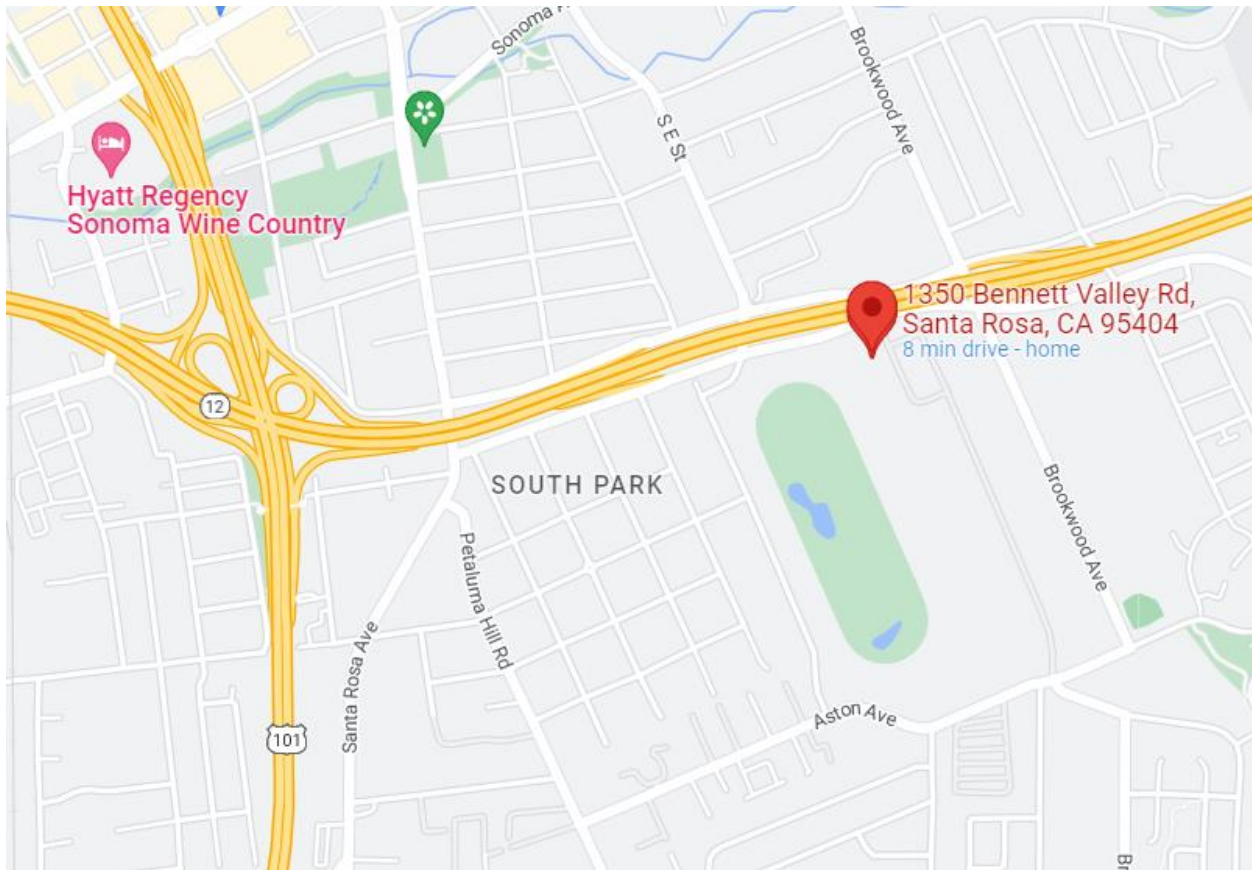 Sonoma
Brookwood Ave
S E St
Hyatt Regency
Sonoma Wine Country
1350 Bennett Valley Rd,
Santa Rosa, CA 95404
8 min drive - home
12
SOUTH PARK
Petaluma Hill Rd
Brookwood Ave
Santa Rosa Ave
Aston Ave
101
Br